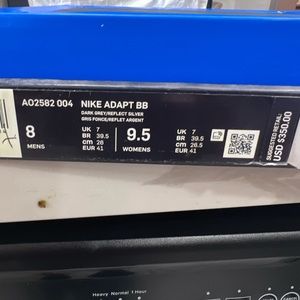 AO2582 004 NIKE ADAPT BB
DARK GREY/REFLECT SILVER
GRIS FONCE/REFLET ARGENT
8
MENS
UK 7
BR 39.5
cm 26
EUR 41
9.5
WOMENS
UK 7
BR 39.5
cm 26.5
EUR 41
SUGGESTED RETAIL:
USD $350.00
Heavy Normal 1 Hour